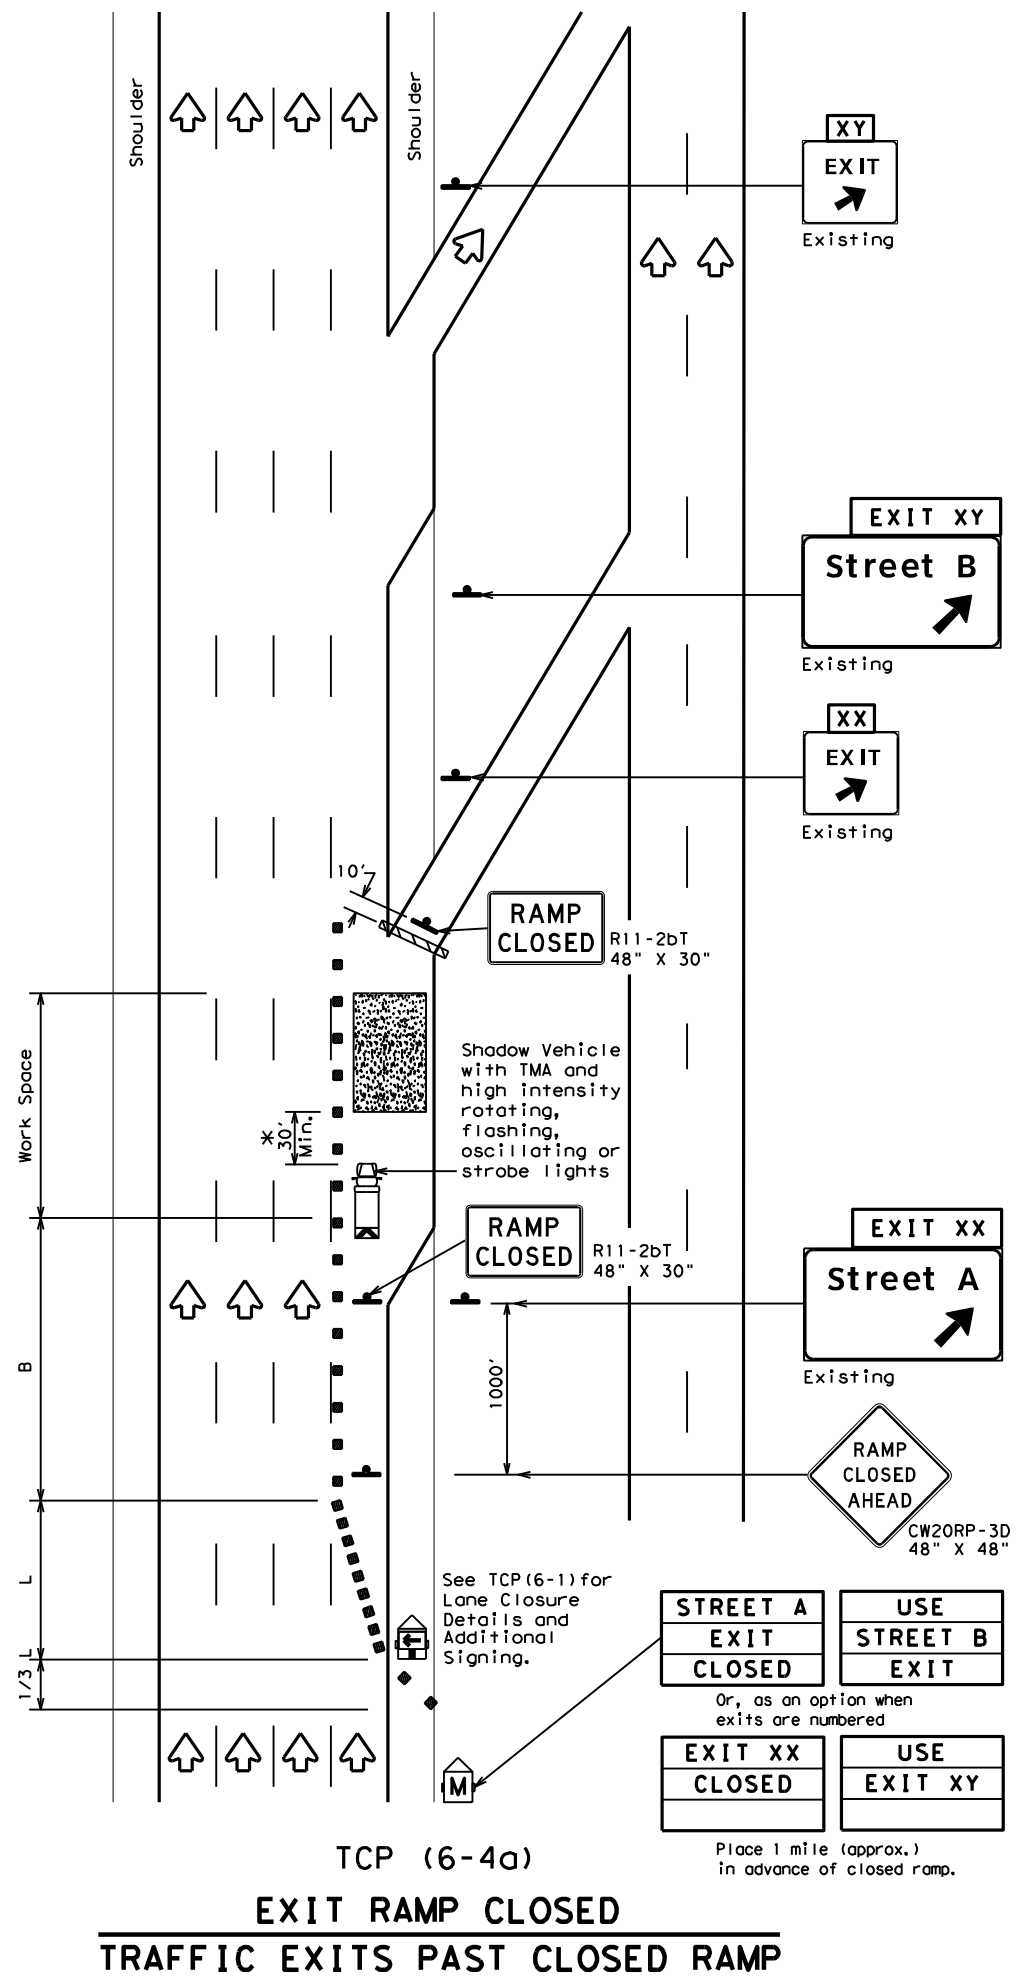 Shoulder
Shoulder
XY
EXIT
Existing
EXIT XY
Street B
Existing
XX
EXIT
Existing
10'
RAMP
CLOSED
R11-2bT
48" X 30"
Work Space
*
30'
Min.
Shadow Vehicle
with TMA and
high intensity
rotating,
flashing,
oscillating or
strobe lights
RAMP
CLOSED
R11-2bT
48" X 30"
EXIT XX
Street A
Existing
B
1000'
RAMP
CLOSED
AHEAD
CW20RP-3D
48" X 48"
L
See TCP(6-1)for
Lane Closure
Details and
Additional
Signing.
1/3 L
STREET A
EXIT
CLOSED
USE
STREET B
EXIT
Or, as an option when
exits are numbered
EXIT XX
CLOSED
USE
EXIT XY
M
Place 1 mile (approx.)
in advance of closed ramp.
TCP (6-4a)
EXIT RAMP CLOSED
TRAFFIC EXITS PAST CLOSED RAMP